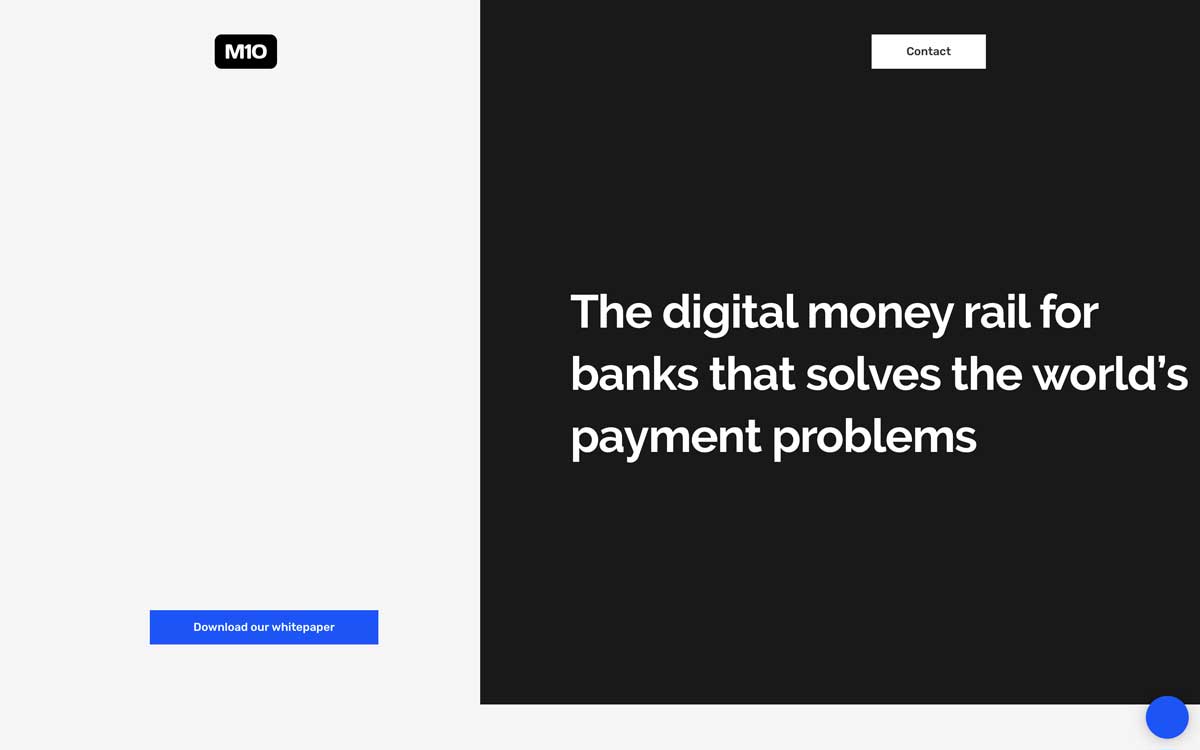 M10
Contact
The digital money rail for
banks that solves the world’s
payment problems
Download our whitepaper